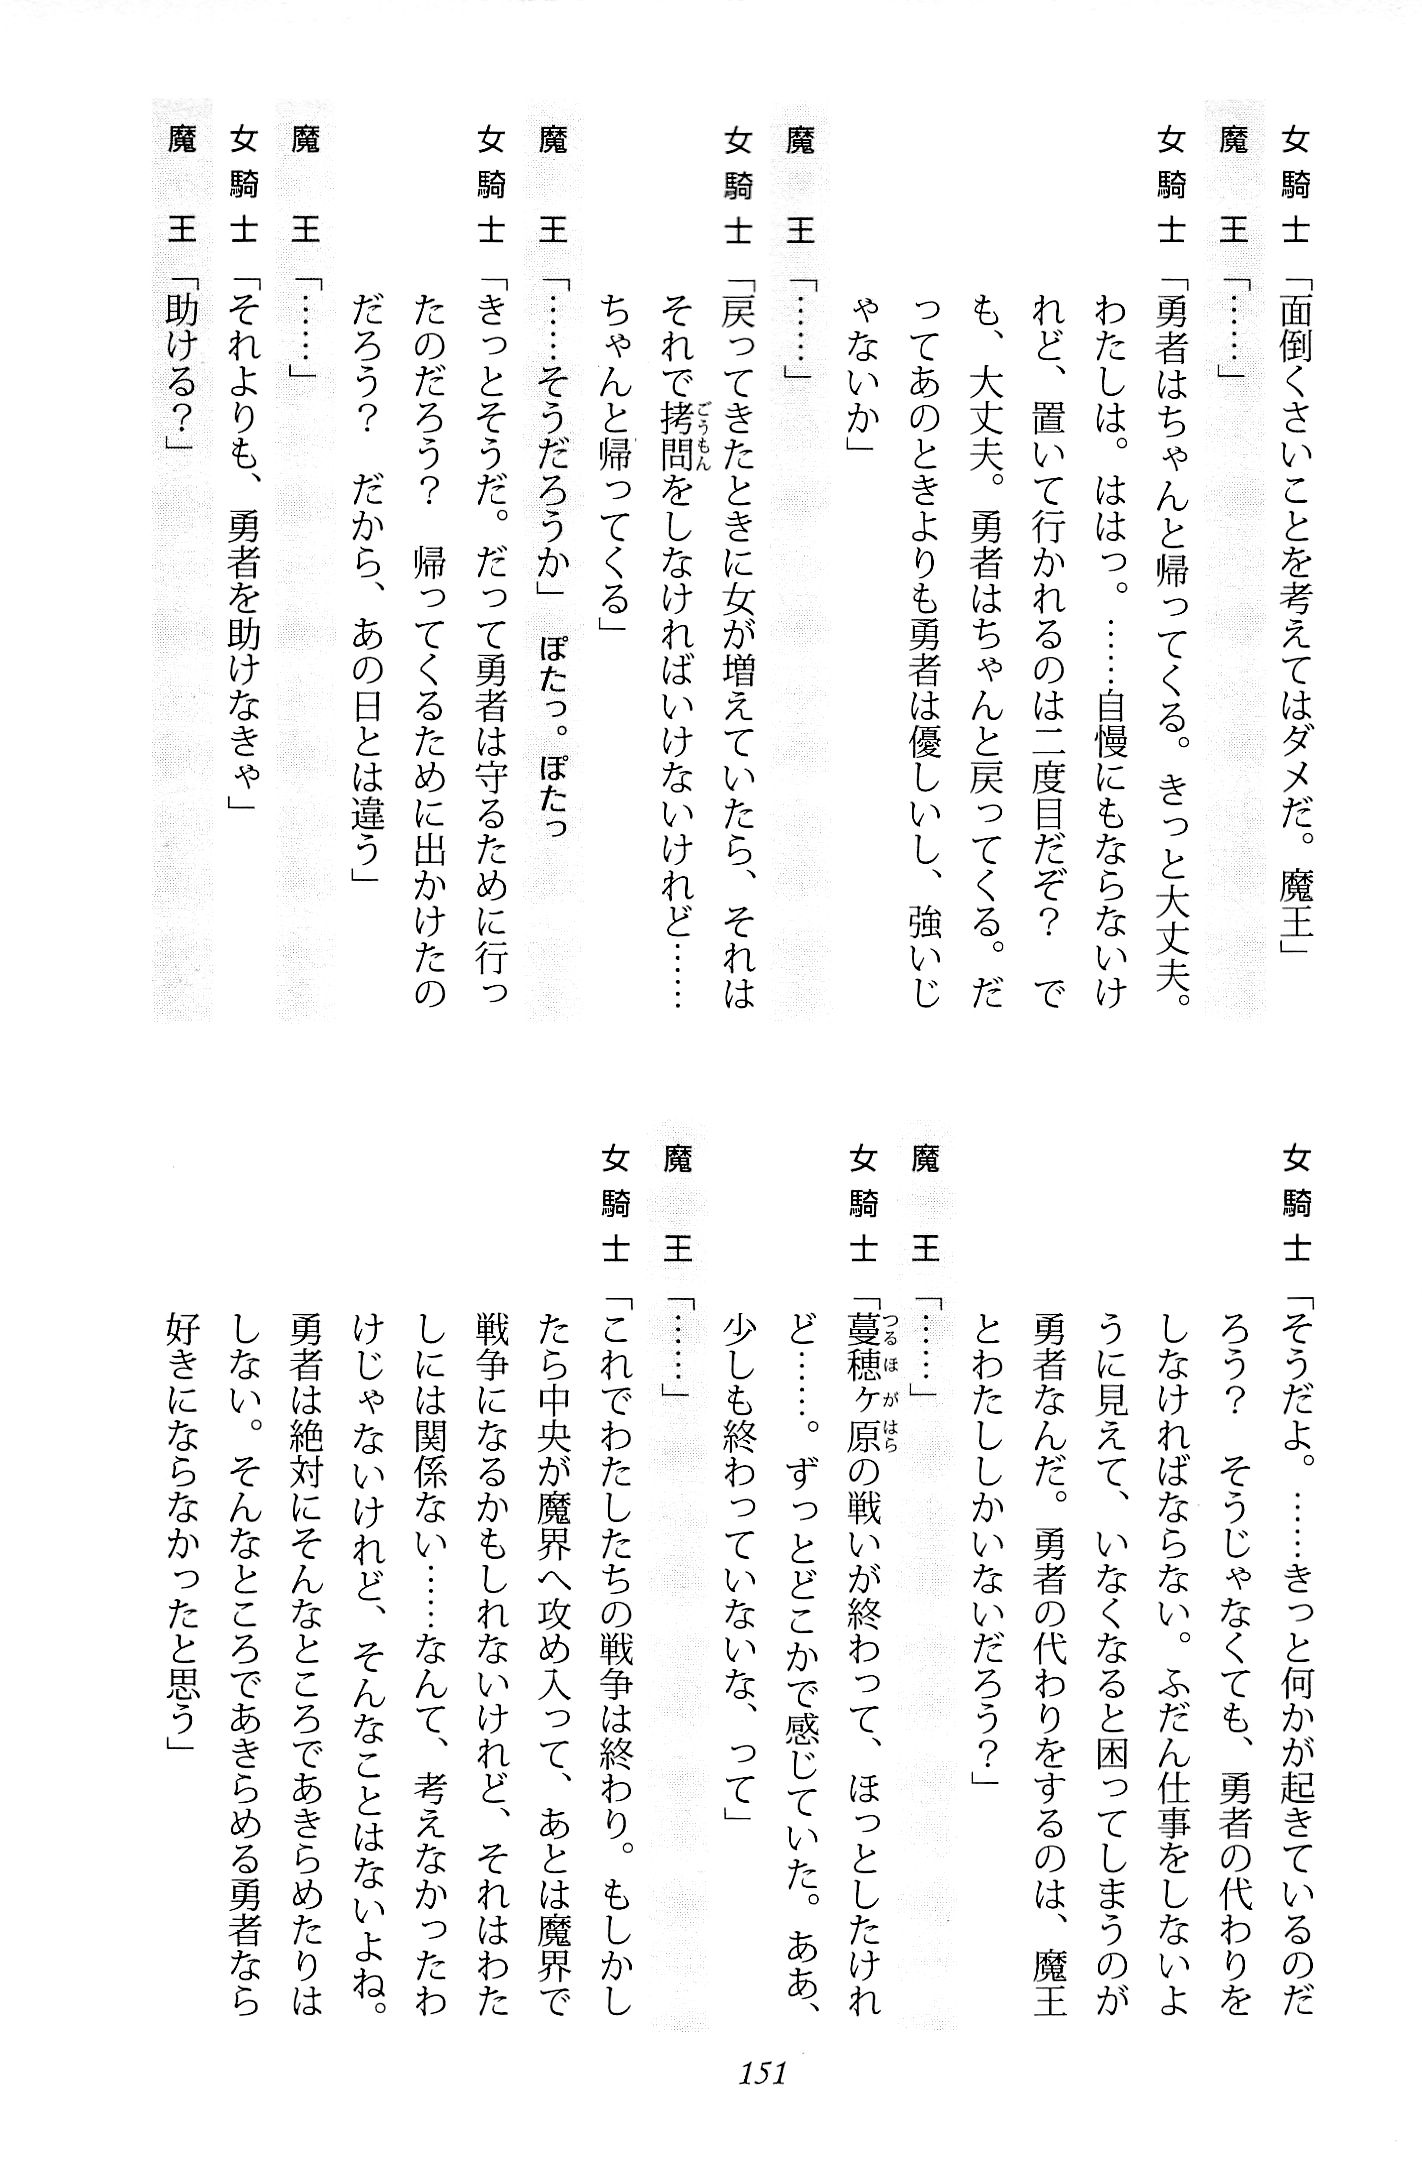 女騎士「面倒くさいことを考えてはダメだ。魔王」
魔　王「……」
女騎士「勇者はちゃんと帰ってくる。きっと大丈夫。
わたしは。ははっ。……自慢にもならないけ
れど、置いて行かれるのは二度目だぞ？　で
も、大丈夫。勇者はちゃんと戻ってくる。だ
ってあのときよりも勇者は優しいし、強いじ
ゃないか」
魔　王「……」
女騎士「戻ってきたときに女が増えていたら、それは
それで拷問（ごうもん）をしなければいけないけれど……
ちゃんと帰ってくる」
魔　王「……そうだろうか」　ぽたっ。ぽたっ
女騎士「きっとそうだ。だって勇者は守るために行っ
たのだろう？　帰ってくるために出かけたの
だろう？　だから、あの日とは違う」
魔　王「……」
女騎士「それよりも、勇者を助けなきゃ」
魔　王「助ける？」
女騎士「そうだよ。……きっと何かが起きているのだ
ろう？　そうじゃなくても、勇者の代わりを
しなければならない。ふだん仕事をしないよ
うに見えて、いなくなると困ってしまうのが
勇者なんだ。勇者の代わりをするのは、魔王
とわたししかいないだろう？」
魔　王「……」
女騎士「蔓穂ヶ原（つるほがはら）の戦いが終わって、ほっとしたけれ
ど……。ずっとどこかで感じていた。ああ、
少しも終わっていないな、って」
魔　王「……」
女騎士「これでわたしたちの戦争は終わり。もしかし
たら中央が魔界へ攻め入って、あとは魔界で
戦争になるかもしれないけれど、それはわた
しには関係ない……なんて、考えなかったわ
けじゃないけれど、そんなことはないよね。
勇者は絶対にそんなところであきらめたりは
しない。そんなところであきらめる勇者なら
好きにならなかったと思う」
151